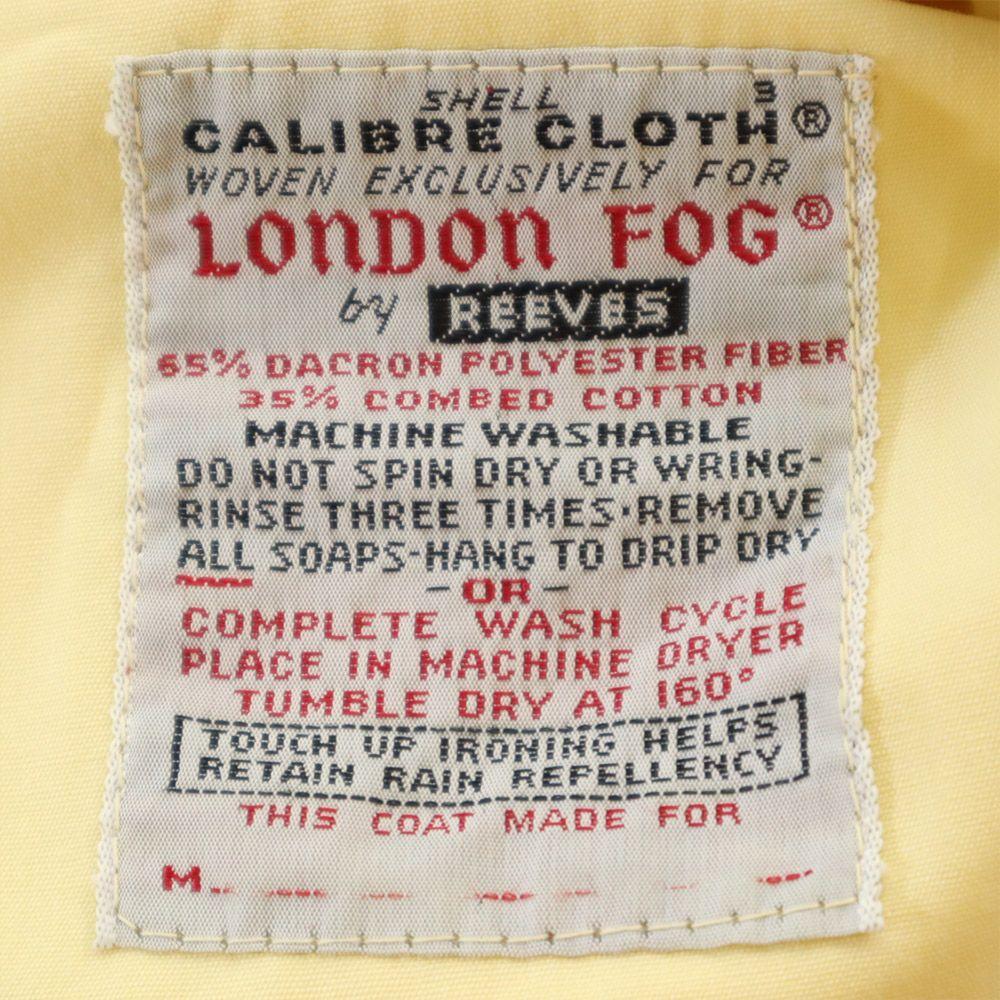 SHELL
CALIBRE CLOTH³®
WOVEN EXCLUSIVELY FOR
LONDON FOG®
by REEVES
65% DACRON POLYESTER FIBER
35% COMBED COTTON
MACHINE WASHABLE
DO NOT SPIN DRY OR WRING-
RINSE THREE TIMES·REMOVE
ALL SOAPS-HANG TO DRIP DRY
-OR-
COMPLETE WASH CYCLE
PLACE IN MACHINE DRYER
TUMBLE DRY AT 160°
TOUCH UP IRONING HELPS
RETAIN RAIN REPELLENCY
THIS COAT MADE FOR
M